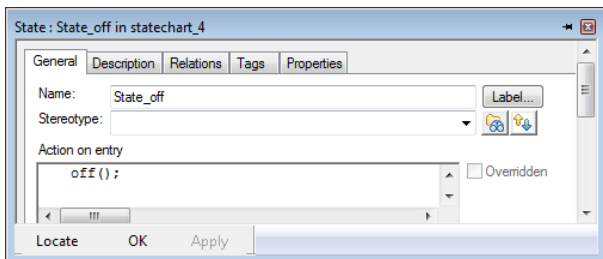 State : State_off in statechart_4
General Description Relations Tags Properties
Name: State_off Label...
Stereotype:
Action on entry
off(); Overridden
Locate OK Apply